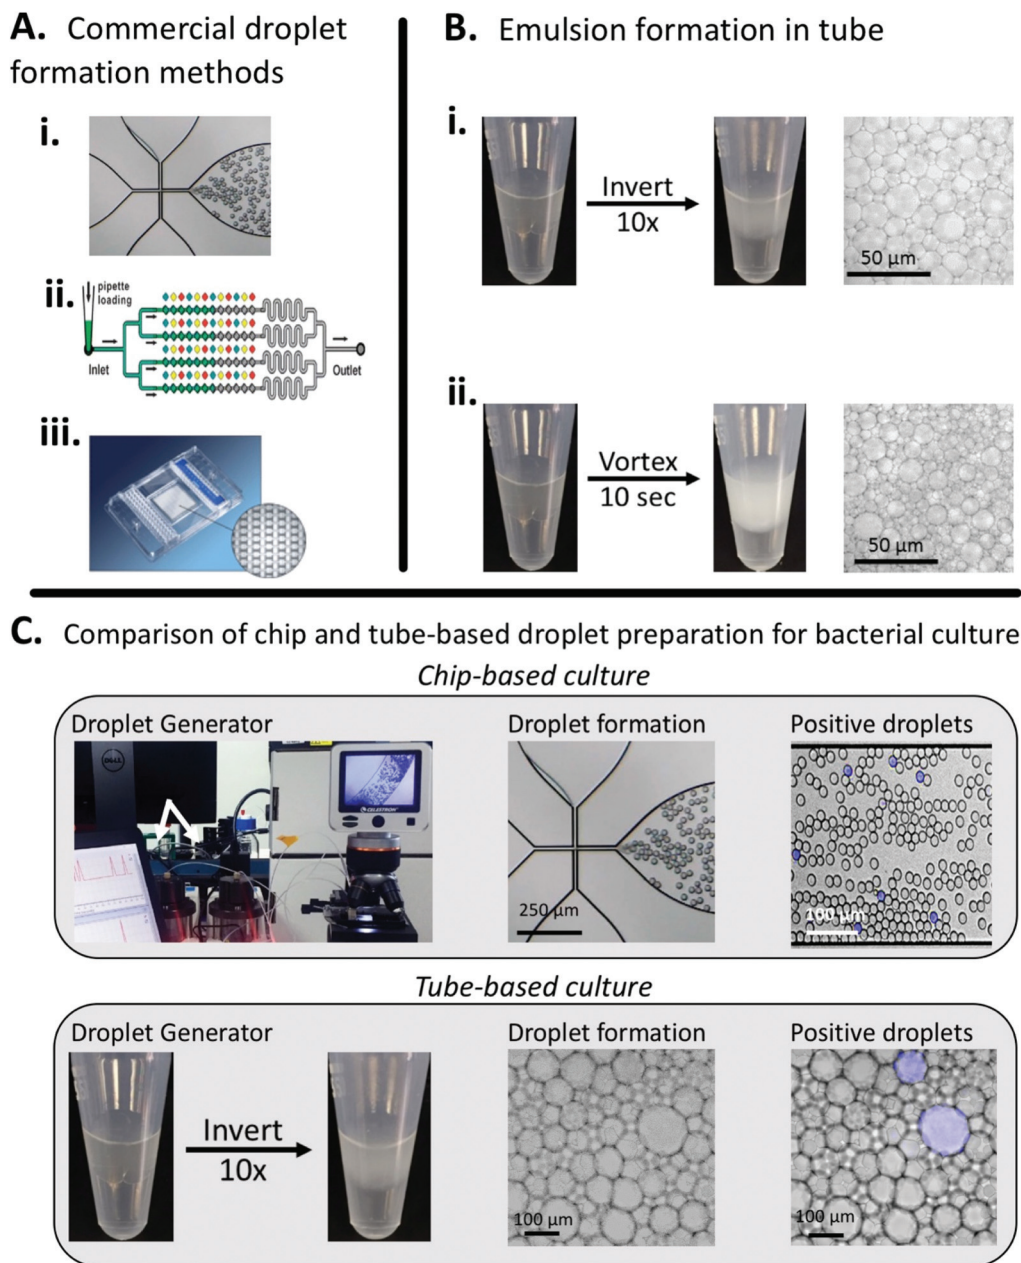 A. Commercial droplet
formation methods
i.
ii.
pipette
loading
Inlet
Outlet
iii.
B. Emulsion formation in tube
i.
Invert
10x
50 µm
ii.
Vortex
10 sec
50 µm
C. Comparison of chip and tube-based droplet preparation for bacterial culture
Chip-based culture
Droplet Generator
DELL
CELESTRON
Droplet formation
250 µm
Positive droplets
100 µm
Tube-based culture
Droplet Generator
Invert
10x
Droplet formation
100 µm
Positive droplets
100 µm